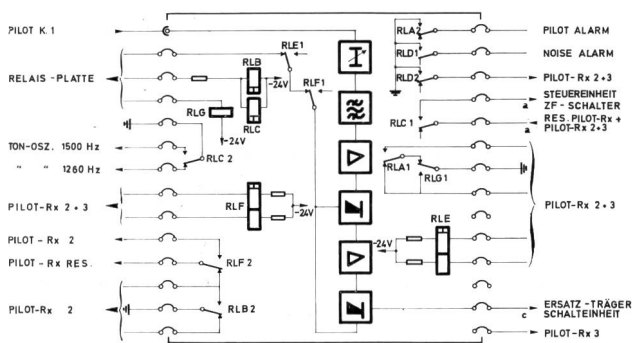 PILOT K.1
RELAIS-PLATTE
TON-OSZ. 1500 Hz
" " 1260 Hz
PILOT-Rx 2+3
PILOT-Rx 2
PILOT-Rx RES.
PILOT-Rx 2
RLE1
RLB
RLF1
RLG
RLC
-24V
RLC 2
RLF
-24V
RLF 2
RLB 2
RLA2
RLD1
RLD2
RLC 1
RLA1
RLG1
RLE
-24V
PILOT ALARM
NOISE ALARM
PILOT-Rx 2+3
STEUEREINHEIT
a ZF-SCHALTER
RES. PILOT-Rx +
a PILOT-Rx 2+3
PILOT-Rx 2+3
ERSATZ-TRÄGER
c SCHALTEINHEIT
PILOT-Rx 3